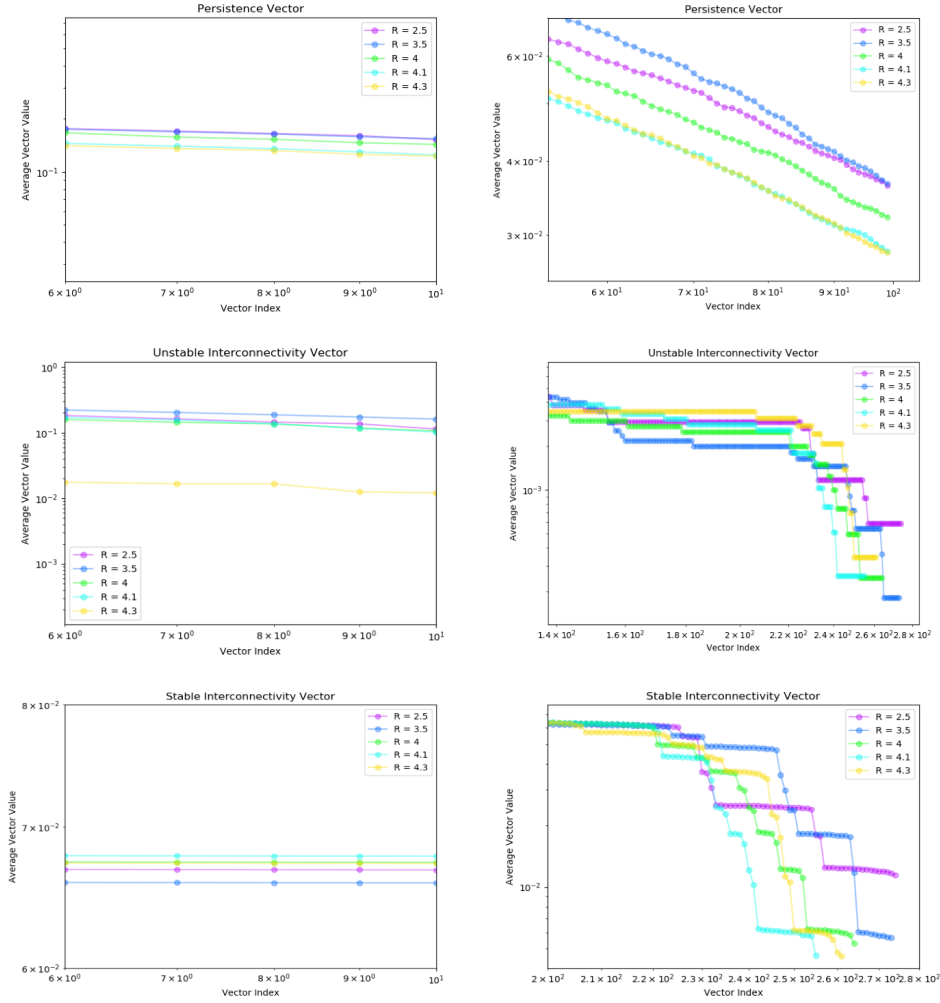 Persistence Vector
Average Vector Value
10⁻¹
R = 2.5
R = 3.5
R = 4
R = 4.1
R = 4.3
6 × 10⁰
7 × 10⁰
8 × 10⁰
9 × 10⁰
10¹
Vector Index
Persistence Vector
Average Vector Value
6 × 10⁻²
4 × 10⁻²
3 × 10⁻²
R = 2.5
R = 3.5
R = 4
R = 4.1
R = 4.3
6 × 10¹
7 × 10¹
8 × 10¹
9 × 10¹
10²
Vector Index
Unstable Interconnectivity Vector
Average Vector Value
10⁰
10⁻¹
10⁻²
10⁻³
R = 2.5
R = 3.5
R = 4
R = 4.1
R = 4.3
6 × 10⁰
7 × 10⁰
8 × 10⁰
9 × 10⁰
10¹
Vector Index
Unstable Interconnectivity Vector
Average Vector Value
10⁻³
R = 2.5
R = 3.5
R = 4
R = 4.1
R = 4.3
1.4 × 10²
1.6 × 10²
1.8 × 10²
2 × 10²
2.2 × 10²
2.4 × 10²
2.6 × 10²
2.8 × 10²
Vector Index
Stable Interconnectivity Vector
Average Vector Value
8 × 10⁻²
7 × 10⁻²
6 × 10⁻²
R = 2.5
R = 3.5
R = 4
R = 4.1
R = 4.3
6 × 10⁰
7 × 10⁰
8 × 10⁰
9 × 10⁰
10¹
Vector Index
Stable Interconnectivity Vector
Average Vector Value
10⁻²
R = 2.5
R = 3.5
R = 4
R = 4.1
R = 4.3
2 × 10²
2.1 × 10²
2.2 × 10²
2.3 × 10²
2.4 × 10²
2.5 × 10²
2.6 × 10²
2.7 × 10²
2.8 × 10²
Vector Index